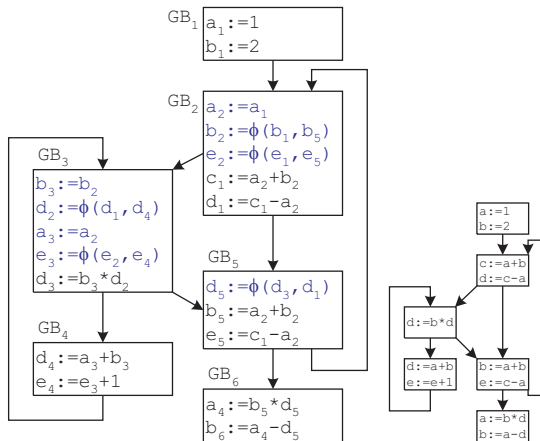 GB₁
a₁:=1
b₁:=2
GB₂
a₂:=a₁
b₂:=ϕ(b₁,b₅)
e₂:=ϕ(e₁,e₅)
c₁:=a₂+b₂
d₁:=c₁-a₂
GB₃
b₃:=b₂
d₂:=ϕ(d₁,d₄)
a₃:=a₂
e₃:=ϕ(e₂,e₄)
d₃:=b₃*d₂
GB₄
d₄:=a₃+b₃
e₄:=e₃+1
GB₅
d₅:=ϕ(d₃,d₁)
b₅:=a₂+b₂
e₅:=c₁-a₂
GB₆
a₄:=b₅*d₅
b₆:=a₄-d₅
a:=1
b:=2
c:=a+b
d:=c-a
d:=b*d
d:=a+b
e:=e+1
b:=a+b
e:=c-a
a:=b*d
b:=a-d